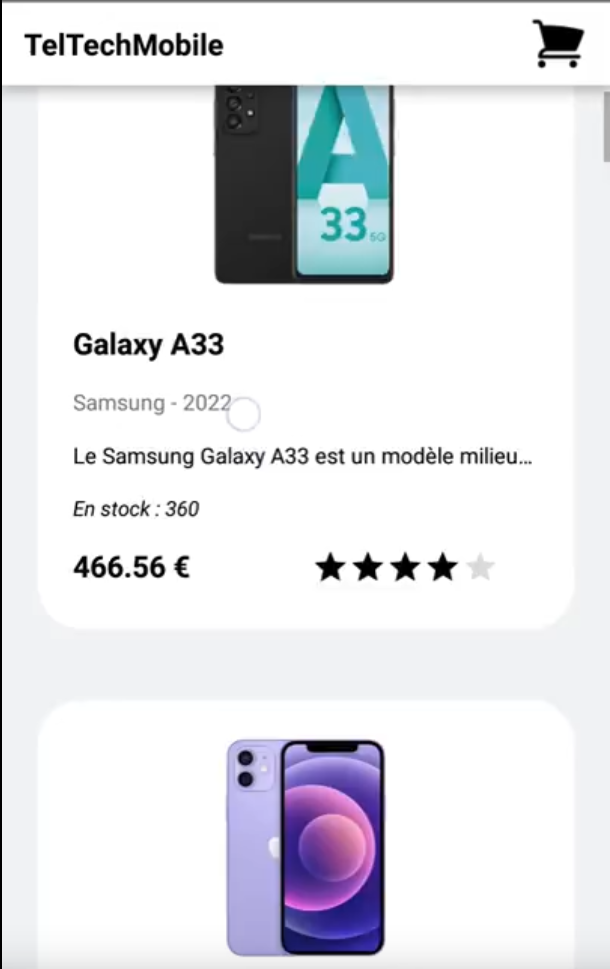 TelTechMobile
A
33 5G
Galaxy A33
Samsung - 2022
Le Samsung Galaxy A33 est un modèle milieu...
En stock : 360
466.56 €